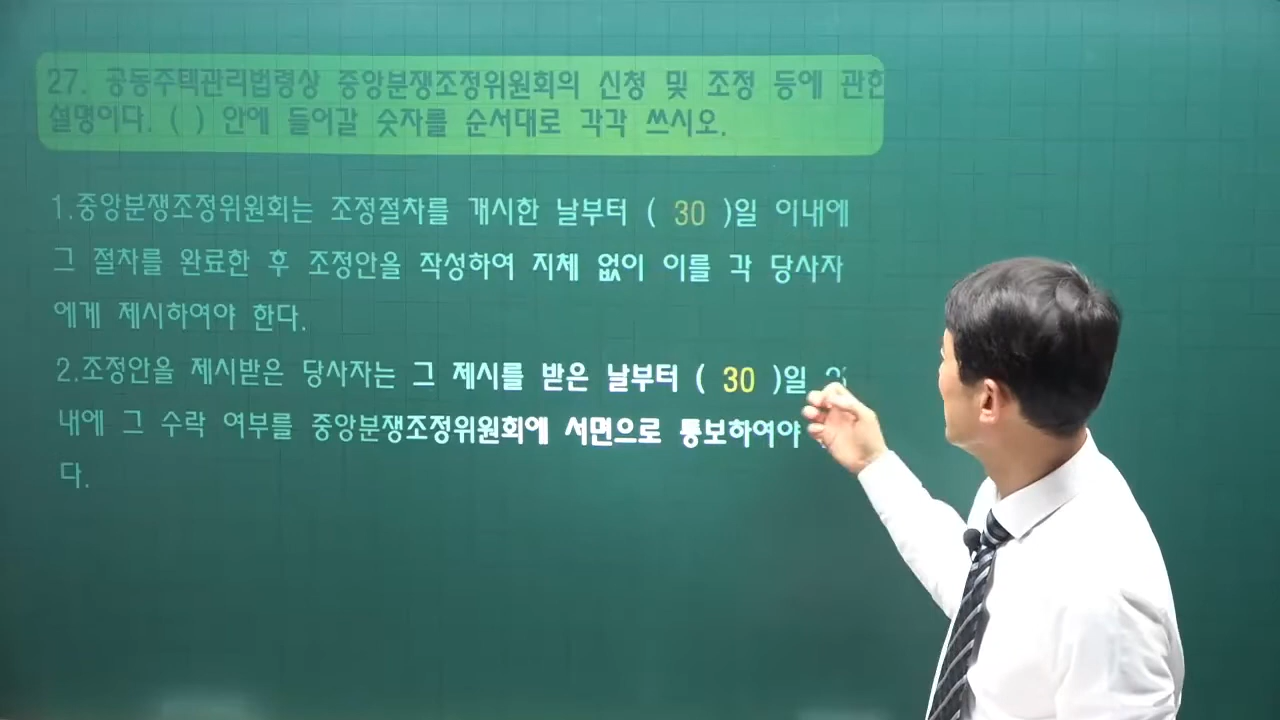 27. 공동주택관리법령상 중앙분쟁조정위원회의 신청 및 조정 등에 관한
설명이다. ( ) 안에 들어갈 숫자를 순서대로 각각 쓰시오.
1.중앙분쟁조정위원회는 조정절차를 개시한 날부터 ( 30 )일 이내에
그 절차를 완료한 후 조정안을 작성하여 지체 없이 이를 각 당사자
에게 제시하여야 한다.
2.조정안을 제시받은 당사자는 그 제시를 받은 날부터 ( 30 )일
내에 그 수락 여부를 중앙분쟁조정위원회에 서면으로 통보하여야
다.